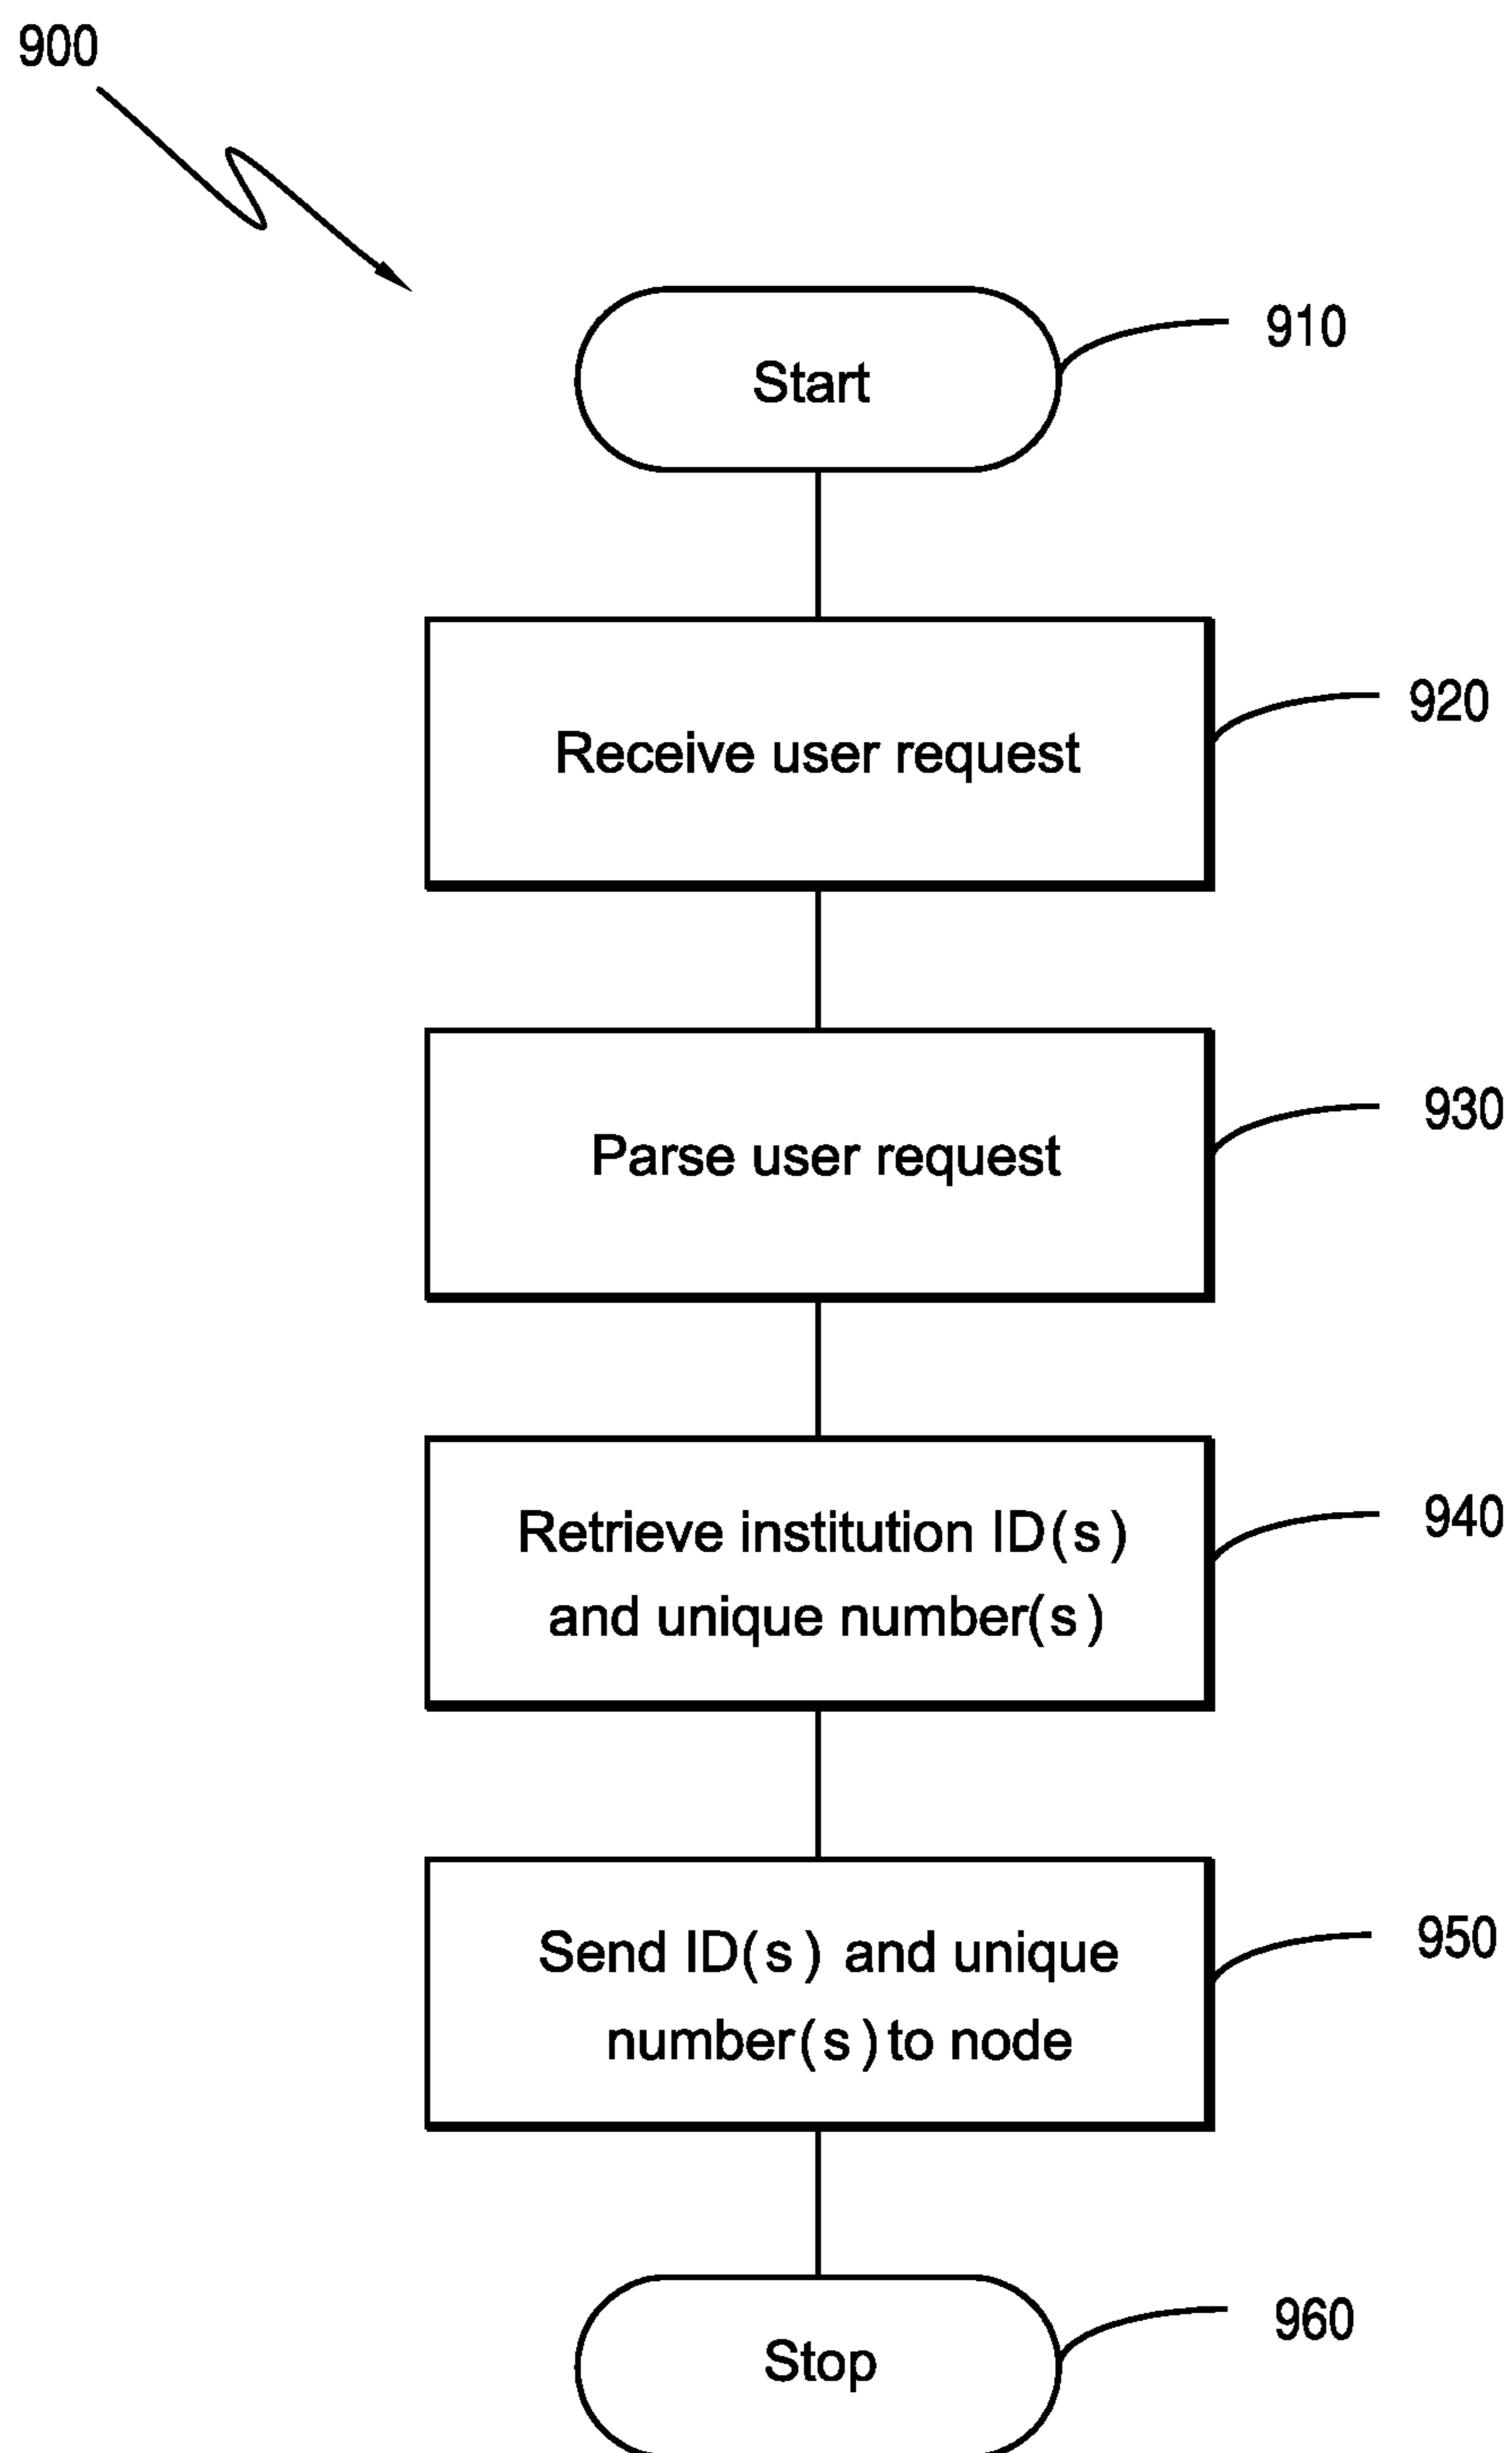 900
Start
910
Receive user request
920
Parse user request
930
Retrieve institution ID(s)
and unique number(s)
940
Send ID(s) and unique
number(s) to node
950
Stop
960